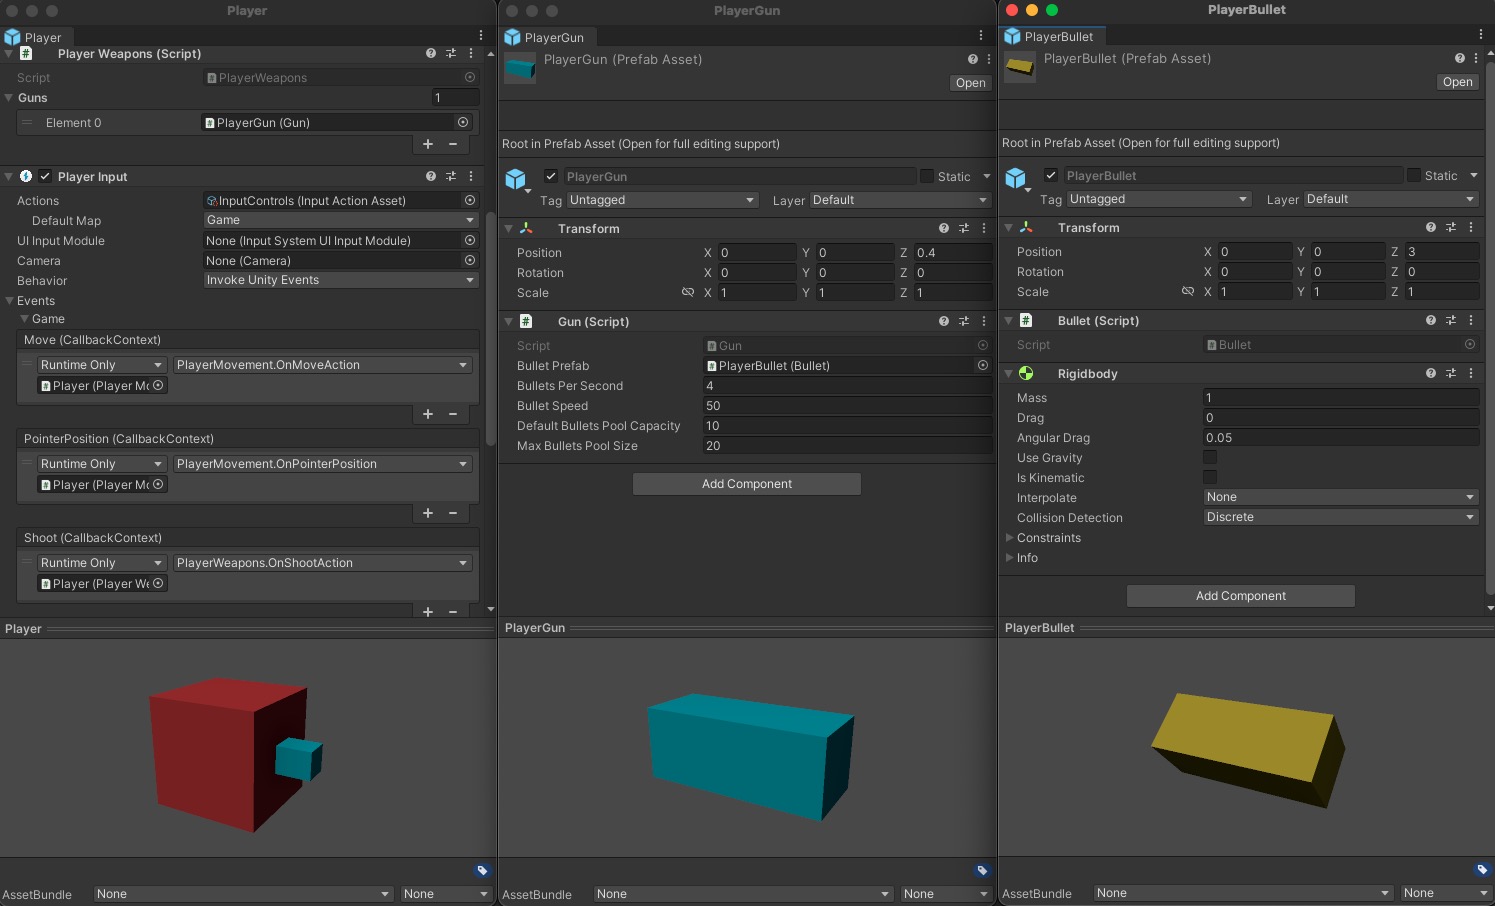 Player
Player
Player Weapons (Script)
Script
PlayerWeapons
Guns
1
Element 0
PlayerGun (Gun)
Player Input
Actions
InputControls (Input Action Asset)
Default Map
Game
UI Input Module
None (Input System UI Input Module)
Camera
None (Camera)
Behavior
Invoke Unity Events
Events
Game
Move (CallbackContext)
Runtime Only
PlayerMovement.OnMoveAction
Player (Player Mc
PointerPosition (CallbackContext)
Runtime Only
PlayerMovement.OnPointerPosition
Player (Player Mc
Shoot (CallbackContext)
Runtime Only
PlayerWeapons.OnShootAction
Player (Player We
Player
AssetBundle
None
None
PlayerGun
PlayerGun
PlayerGun (Prefab Asset)
Open
Root in Prefab Asset (Open for full editing support)
PlayerGun
Static
Tag
Untagged
Layer
Default
Transform
Position X 0 Y 0 Z 0.4
Rotation X 0 Y 0 Z 0
Scale X 1 Y 1 Z 1
Gun (Script)
Script
Gun
Bullet Prefab
PlayerBullet (Bullet)
Bullets Per Second
4
Bullet Speed
50
Default Bullets Pool Capacity
10
Max Bullets Pool Size
20
Add Component
PlayerGun
AssetBundle
None
None
PlayerBullet
PlayerBullet
PlayerBullet (Prefab Asset)
Open
Root in Prefab Asset (Open for full editing support)
PlayerBullet
Static
Tag
Untagged
Layer
Default
Transform
Position X 0 Y 0 Z 3
Rotation X 0 Y 0 Z 0
Scale X 1 Y 1 Z 1
Bullet (Script)
Script
Bullet
Rigidbody
Mass
1
Drag
0
Angular Drag
0.05
Use Gravity
Is Kinematic
Interpolate
None
Collision Detection
Discrete
Constraints
Info
Add Component
PlayerBullet
AssetBundle
None
None